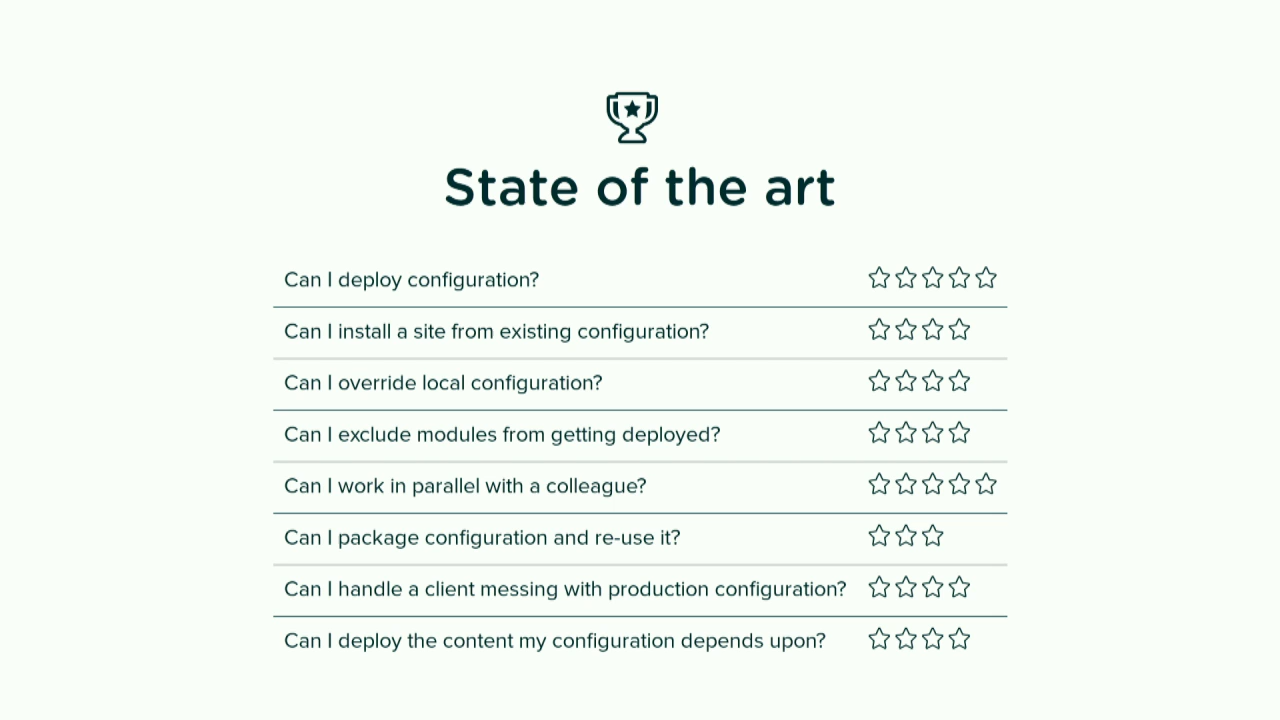 State of the art
Can I deploy configuration?
Can I install a site from existing configuration?
Can I override local configuration?
Can I exclude modules from getting deployed?
Can I work in parallel with a colleague?
Can I package configuration and re-use it?
Can I handle a client messing with production configuration?
Can I deploy the content my configuration depends upon?